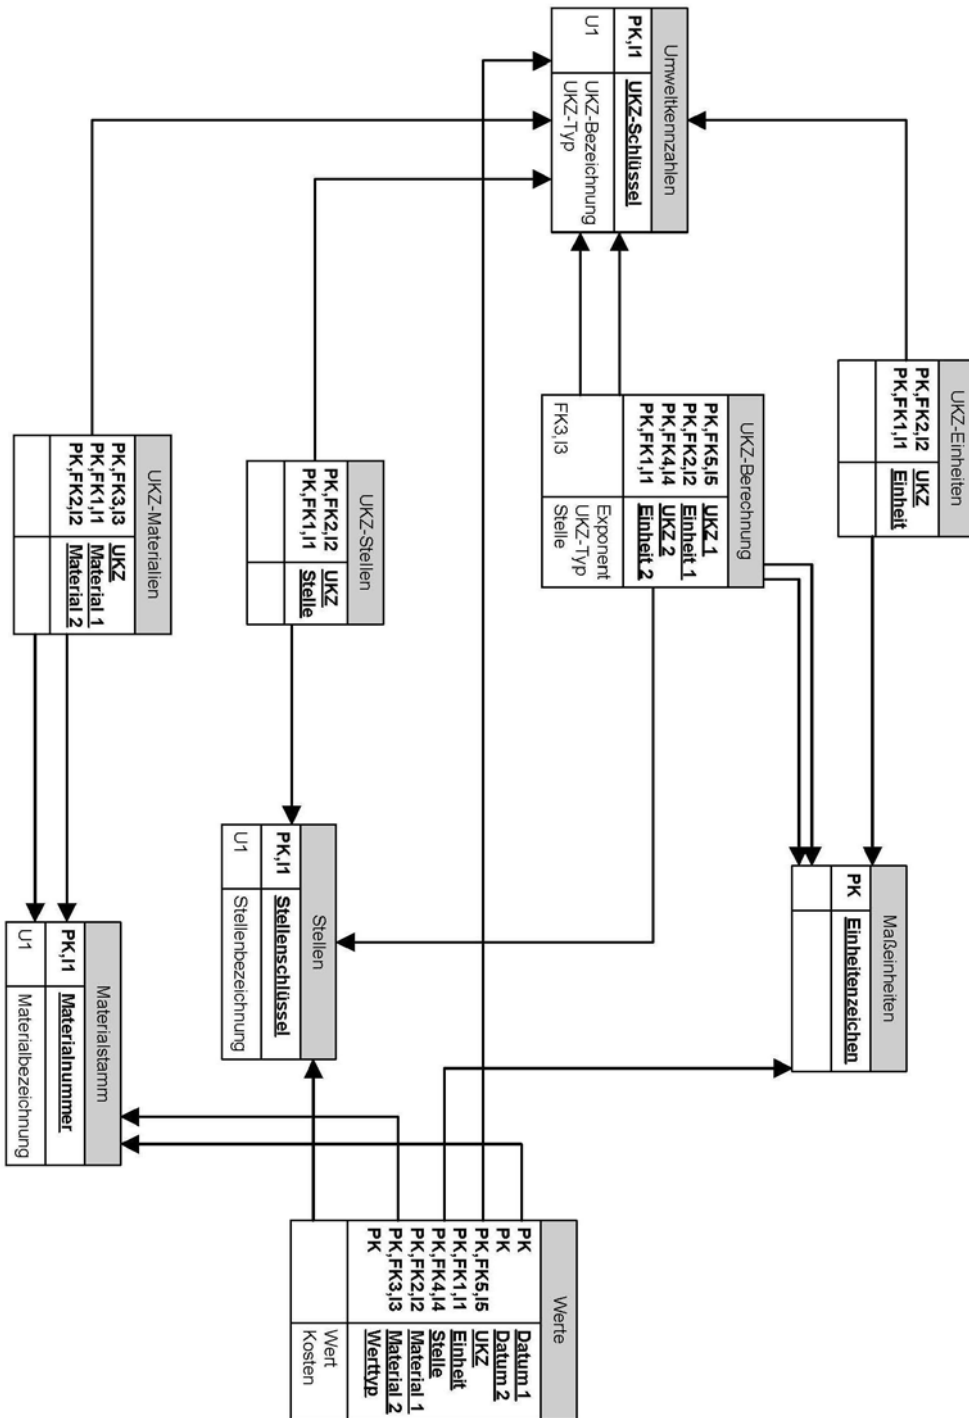 UKZ-Einheiten
PK,FK2,I2 UKZ
PK,FK1,I1 Einheit
Maßeinheiten
PK Einheitenzeichen
UKZ-Berechnung
PK,FK5,I5 UKZ 1
PK,FK2,I2 Einheit 1
PK,FK4,I4 UKZ 2
PK,FK1,I1 Einheit 2
Exponent
UKZ-Typ
FK3,I3 Stelle
Umweltkennzahlen
PK,I1 UKZ-Schlüssel
U1 UKZ-Bezeichnung
UKZ-Typ
Werte
PK Datum 1
PK Datum 2
PK,FK5,I5 UKZ
PK,FK1,I1 Einheit
PK,FK4,I4 Stelle
PK,FK2,I2 Material 1
PK,FK3,I3 Material 2
PK Werttyp
Wert
Kosten
UKZ-Stellen
PK,FK2,I2 UKZ
PK,FK1,I1 Stelle
Stellen
PK,I1 Stellenschlüssel
U1 Stellenbezeichnung
UKZ-Materialien
PK,FK3,I3 UKZ
PK,FK1,I1 Material 1
PK,FK2,I2 Material 2
Materialstamm
PK,I1 Materialnummer
U1 Materialbezeichnung